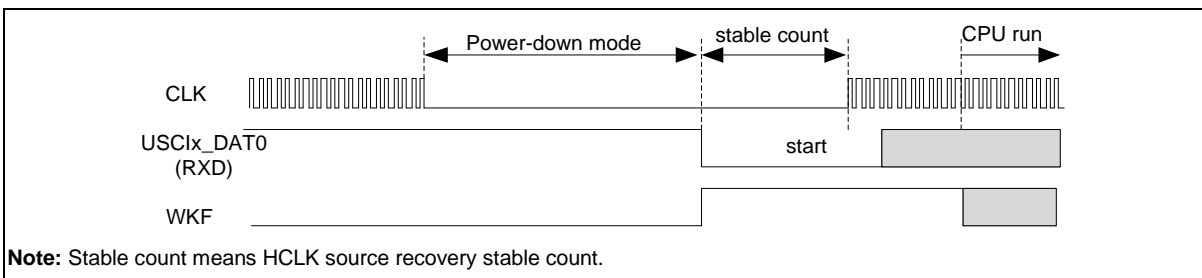 Power-down mode
stable count
CPU run
CLK
USCIx_DAT0
(RXD)
start
WKF
Note: Stable count means HCLK source recovery stable count.